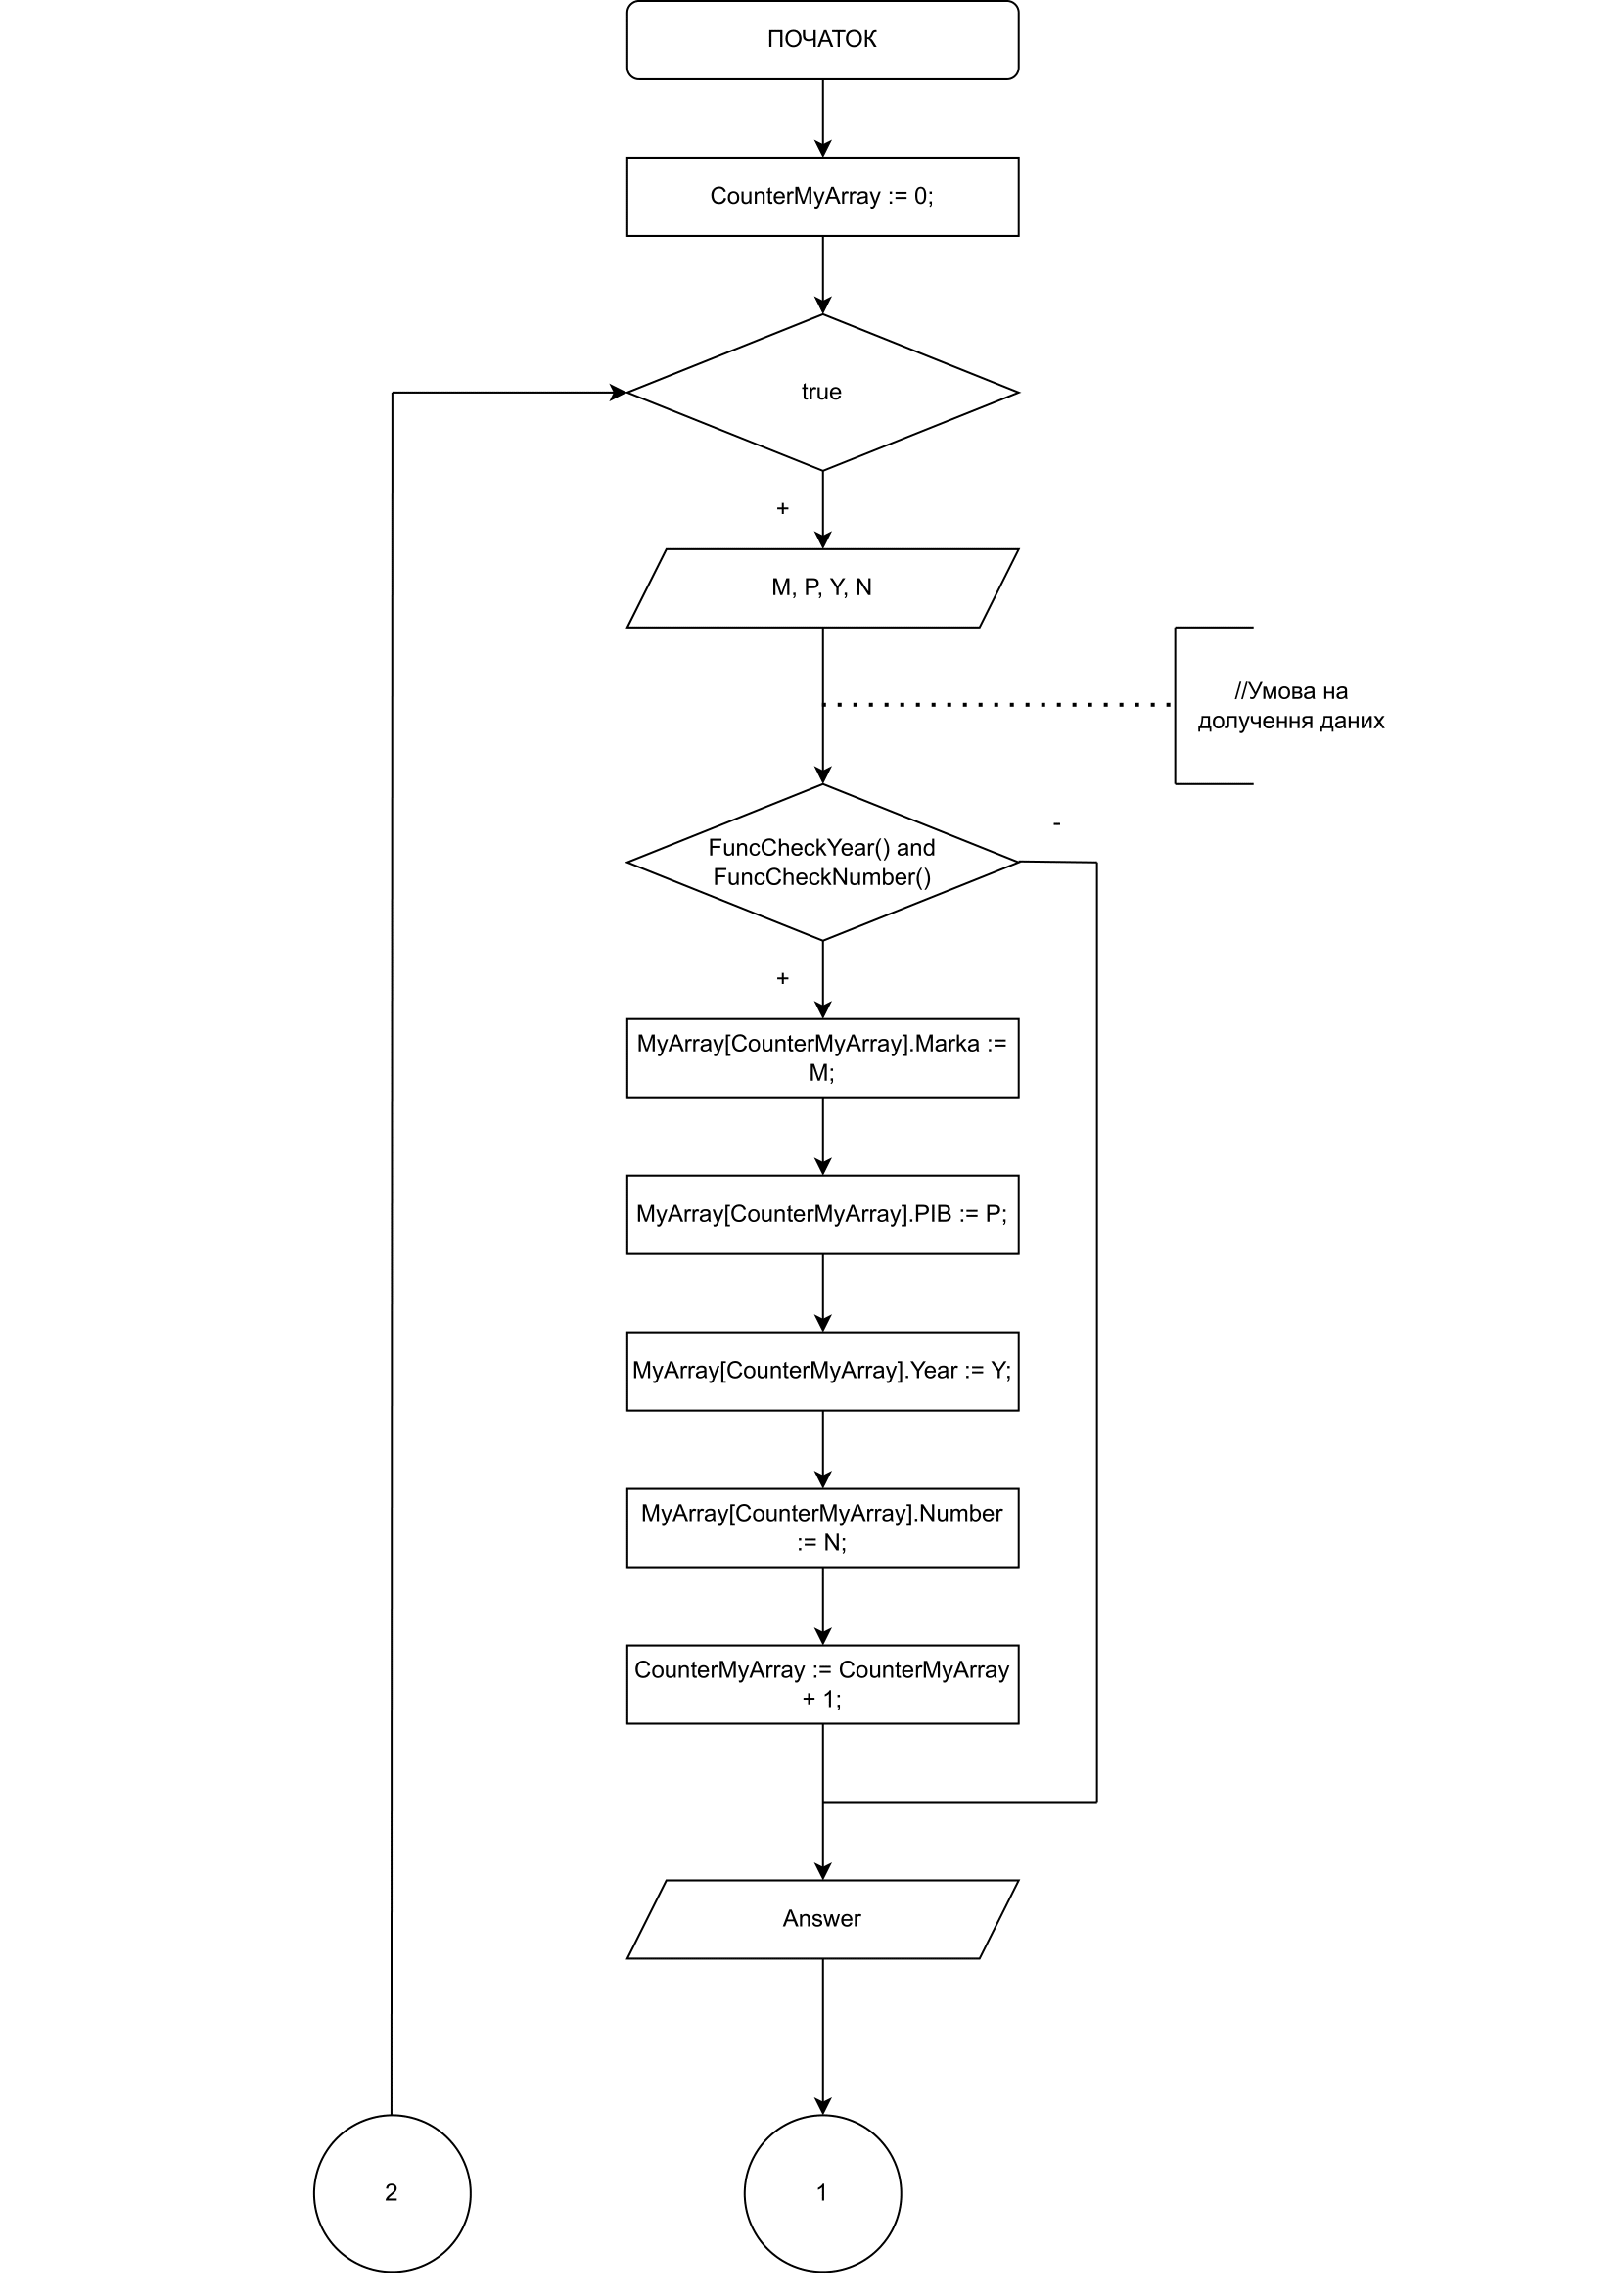 ПОЧАТОК
CounterMyArray := 0;
true
+
M, P, Y, N
//Умова на
долучення даних
-
FuncCheckYear() and
FuncCheckNumber()
+
MyArray[CounterMyArray].Marka :=
M;
MyArray[CounterMyArray].PIB := P;
MyArray[CounterMyArray].Year := Y;
MyArray[CounterMyArray].Number
:= N;
CounterMyArray := CounterMyArray
+ 1;
Answer
2
1